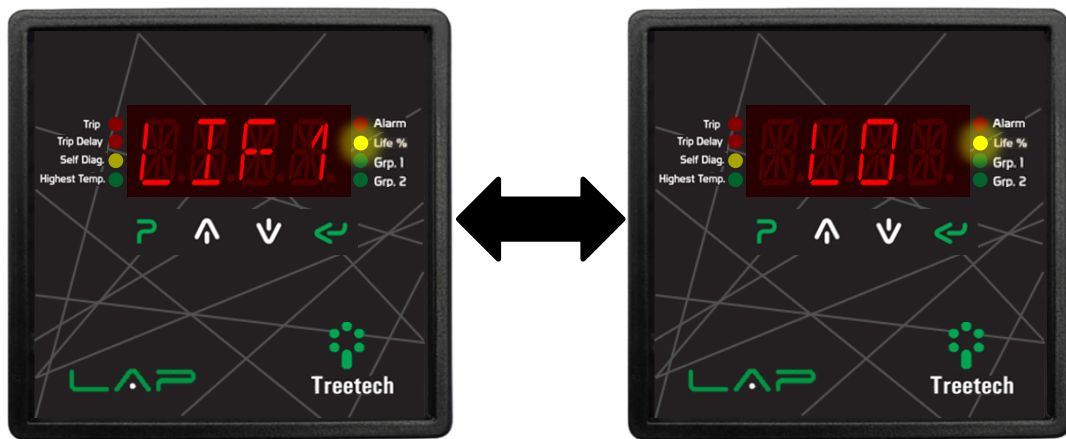 Trip
Trip Delay
Self Diag.
Highest Temp.
LIF1
Alarm
Life %
Grp. 1
Grp. 2
LAP
Treetech
Trip
Trip Delay
Self Diag.
Highest Temp.
LO
Alarm
Life %
Grp. 1
Grp. 2
LAP
Treetech